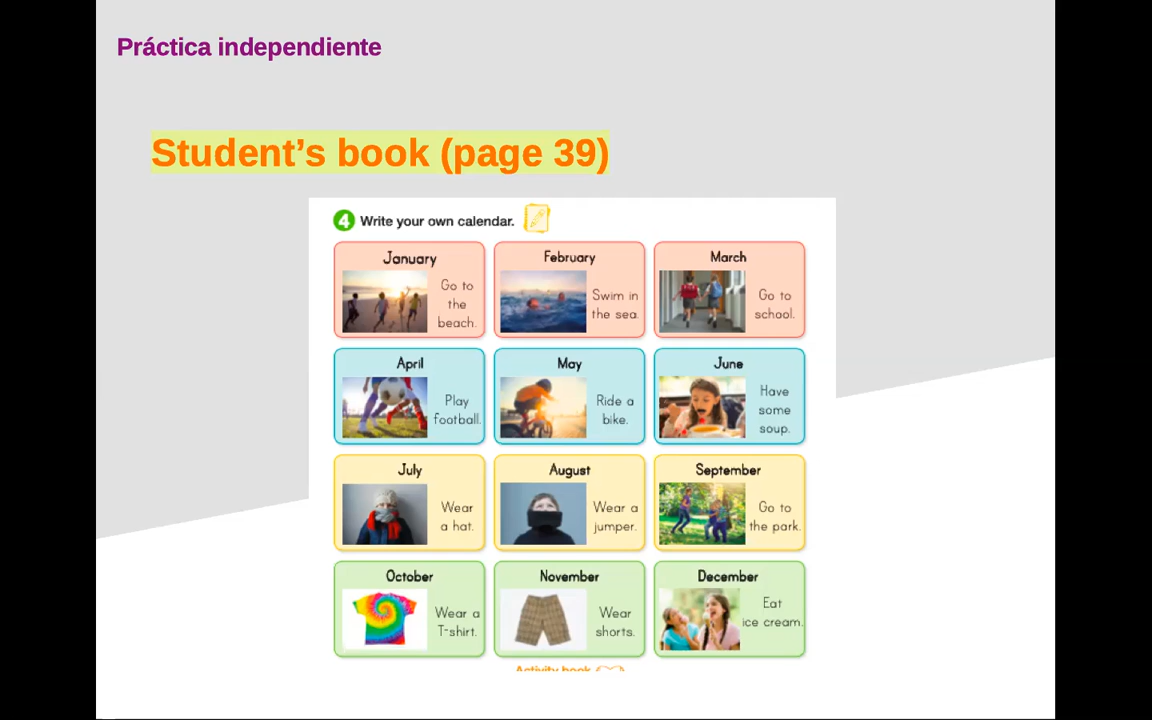 Práctica independiente
Student’s book (page 39)
4 Write your own calendar.
January
Go to
the
beach.
February
Swim in
the sea.
March
Go to
school.
April
Play
football.
May
Ride a
bike.
June
Have
some
soup.
July
Wear
a hat.
August
Wear a
jumper.
September
Go to
the park.
October
Wear a
T-shirt.
November
Wear
shorts.
December
Eat
ice cream.
Activity book